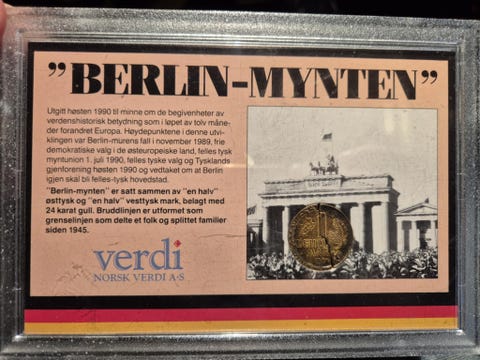 "BERLIN-MYNTEN"
Utgitt høsten 1990 til minne om de begivenheter av
verdenshistorisk betydning som i løpet av tolv måne-
der forandret Europa. Høydepunktene i denne utvi-
klingen var Berlin-murens fall i november 1989, frie
demokratiske valg i de østeuropeiske land, felles tysk
myntunion 1. juli 1990, felles tyske valg og Tysklands
gjenforening høsten 1990 og vedtaket om at Berlin
igjen skal bli felles-tysk hovedstad.
"Berlin-mynten" er satt sammen av "en halv"
østtysk og "en halv" vesttysk mark, belagt med
24 karat gull. Bruddlinjen er utformet som
grenselinjen som delte et folk og splittet familier
siden 1945.
verdi
NORSK VERDI A·S